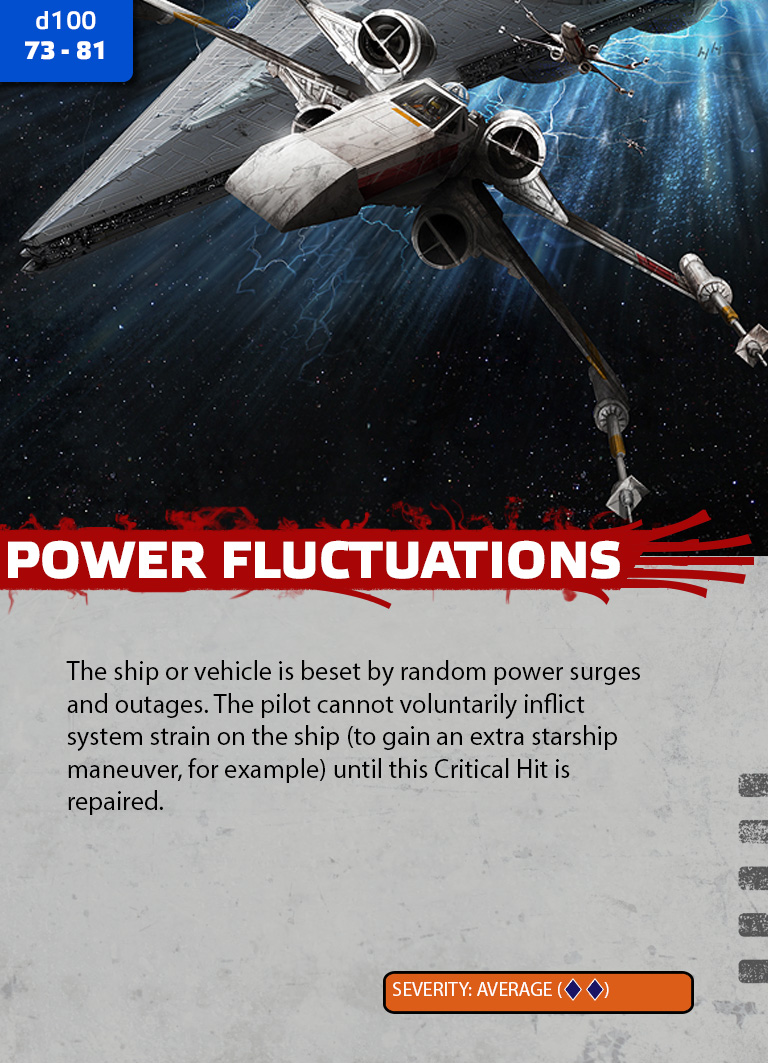 d100
73 - 81
POWER FLUCTUATIONS
The ship or vehicle is beset by random power surges
and outages. The pilot cannot voluntarily inflict
system strain on the ship (to gain an extra starship
maneuver, for example) until this Critical Hit is
repaired.
SEVERITY: AVERAGE (♦ ♦)